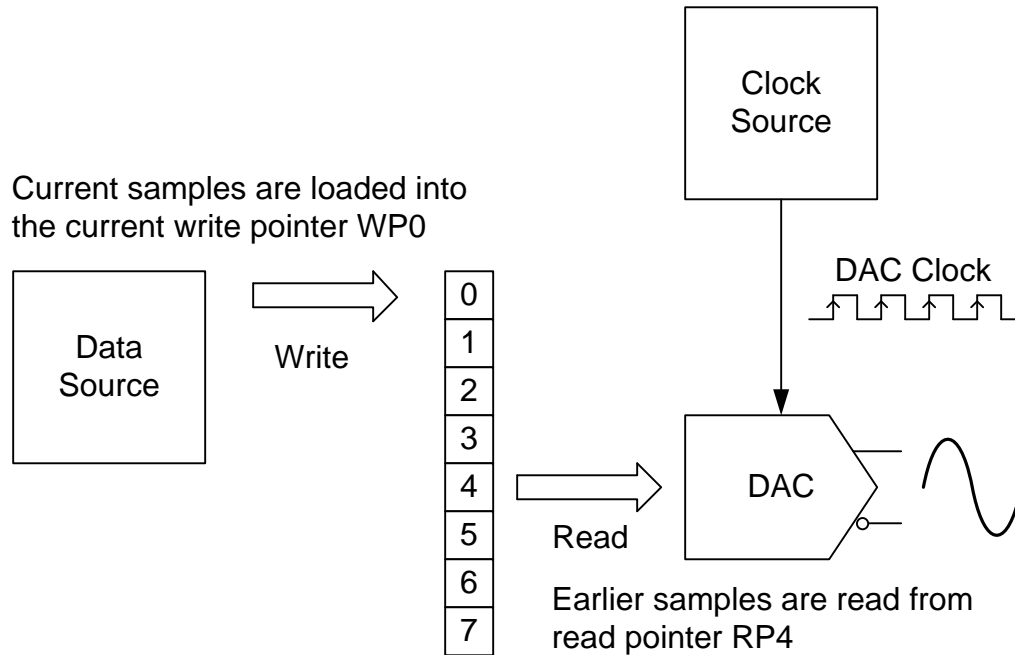 Clock
Source
Current samples are loaded into
the current write pointer WP0
DAC Clock
Data
Source
Write
0
1
2
3
4
5
6
7
DAC
Read
Earlier samples are read from
read pointer RP4